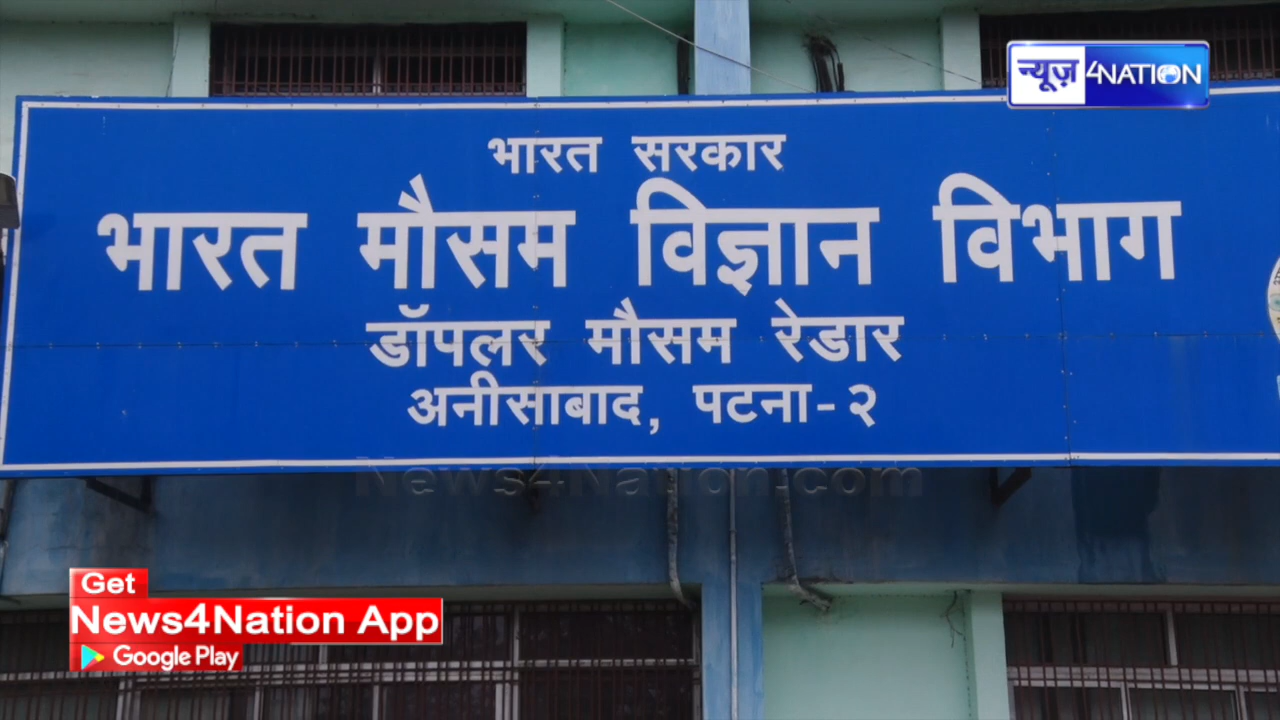 न्यूज़ 4NATION
भारत सरकार
भारत मौसम विज्ञान विभाग
डॉपलर मौसम रेडार
अनीसाबाद, पटना-२
News4Nation.com
Get
News4Nation App
Google Play